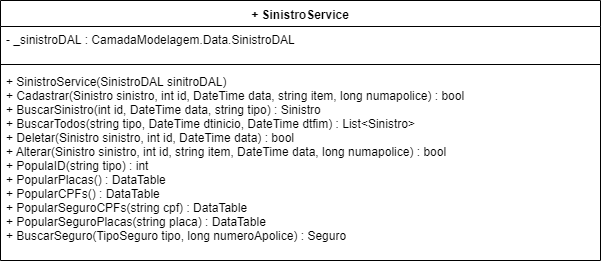 + SinistroService
- _sinistroDAL : CamadaModelagem.Data.SinistroDAL
+ SinistroService(SinistroDAL sinitroDAL)
+ Cadastrar(Sinistro sinistro, int id, DateTime data, string item, long numapolice) : bool
+ BuscarSinistro(int id, DateTime data, string tipo) : Sinistro
+ BuscarTodos(string tipo, DateTime dtinicio, DateTime dtfim) : List<Sinistro>
+ Deletar(Sinistro sinistro, int id, DateTime data) : bool
+ Alterar(Sinistro sinistro, int id, string item, DateTime data, long numapolice) : bool
+ PopulaID(string tipo) : int
+ PopularPlacas() : DataTable
+ PopularCPFs() : DataTable
+ PopularSeguroCPFs(string cpf) : DataTable
+ PopularSeguroPlacas(string placa) : DataTable
+ BuscarSeguro(TipoSeguro tipo, long numeroApolice) : Seguro